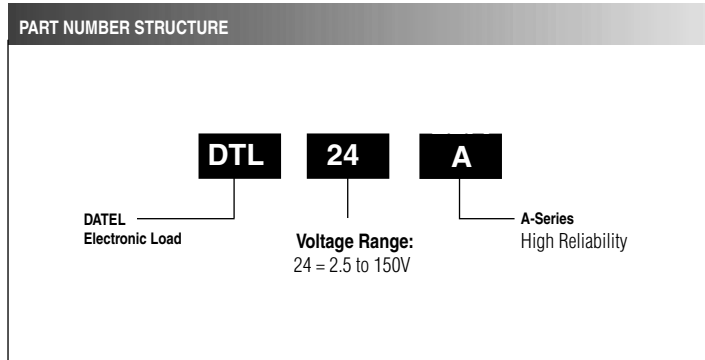 PART NUMBER STRUCTURE
DTL 24 A
DATEL
Electronic Load
Voltage Range:
24 = 2.5 to 150V
A-Series
High Reliability